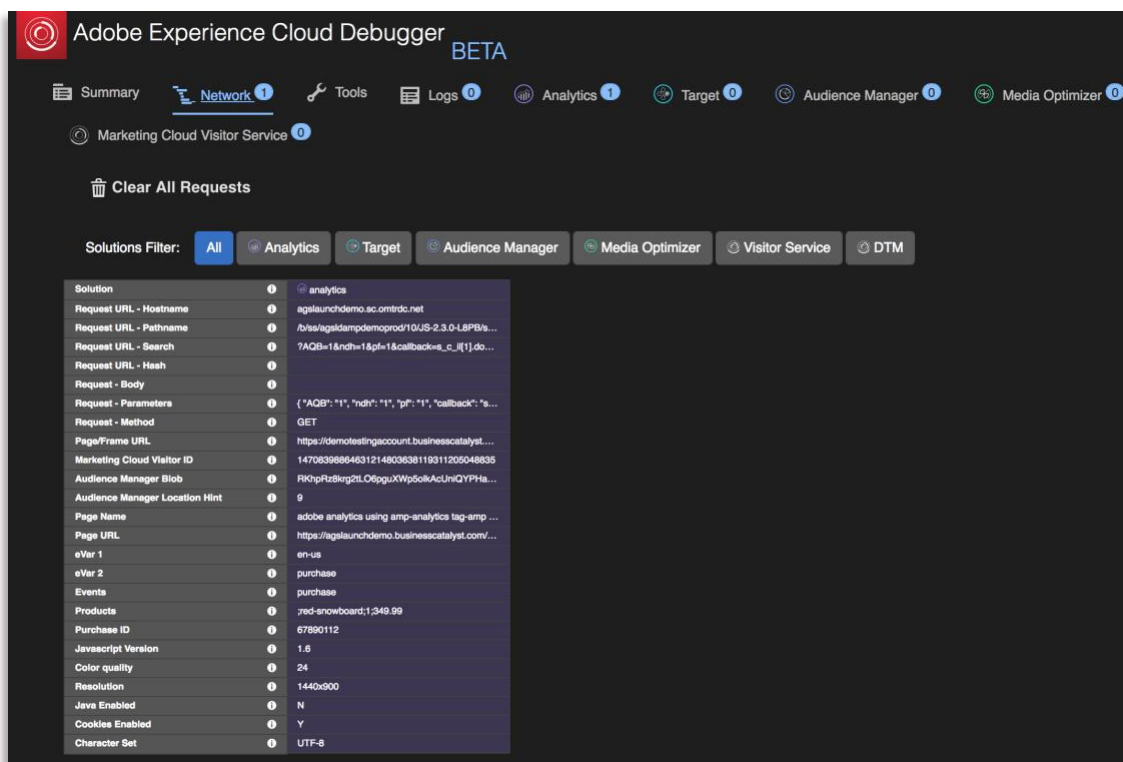 Adobe Experience Cloud Debugger BETA
Summary Network 1 Tools Logs 0 Analytics 1 Target 0 Audience Manager 0 Media Optimizer 0
Marketing Cloud Visitor Service 0
Clear All Requests
Solutions Filter: All Analytics Target Audience Manager Media Optimizer Visitor Service DTM
Solution analytics
Request URL - Hostname agslaunchdemo.sc.omtrdc.net
Request URL - Pathname /b/ss/agsldampdemoprod/10/JS-2.3.0-L8PB/s...
Request URL - Search ?AQB=1&ndh=1&pf=1&callback=s_c_il[1].do...
Request URL - Hash
Request - Body
Request - Parameters { "AQB": "1", "ndh": "1", "pf": "1", "callback": "s...
Request - Method GET
Page/Frame URL https://demotestingaccount.businesscatalyst....
Marketing Cloud Visitor ID 14708398864631214803638119311205048835
Audience Manager Blob RKhpRz8krg2tLO6pguXWp5olkAcUniQYPHa...
Audience Manager Location Hint 9
Page Name adobe analytics using amp-analytics tag-amp ...
Page URL https://agslaunchdemo.businesscatalyst.com/...
eVar 1 en-us
eVar 2 purchase
Events purchase
Products ;red-snowboard;1;349.99
Purchase ID 67890112
Javascript Version 1.6
Color quality 24
Resolution 1440x900
Java Enabled N
Cookies Enabled Y
Character Set UTF-8